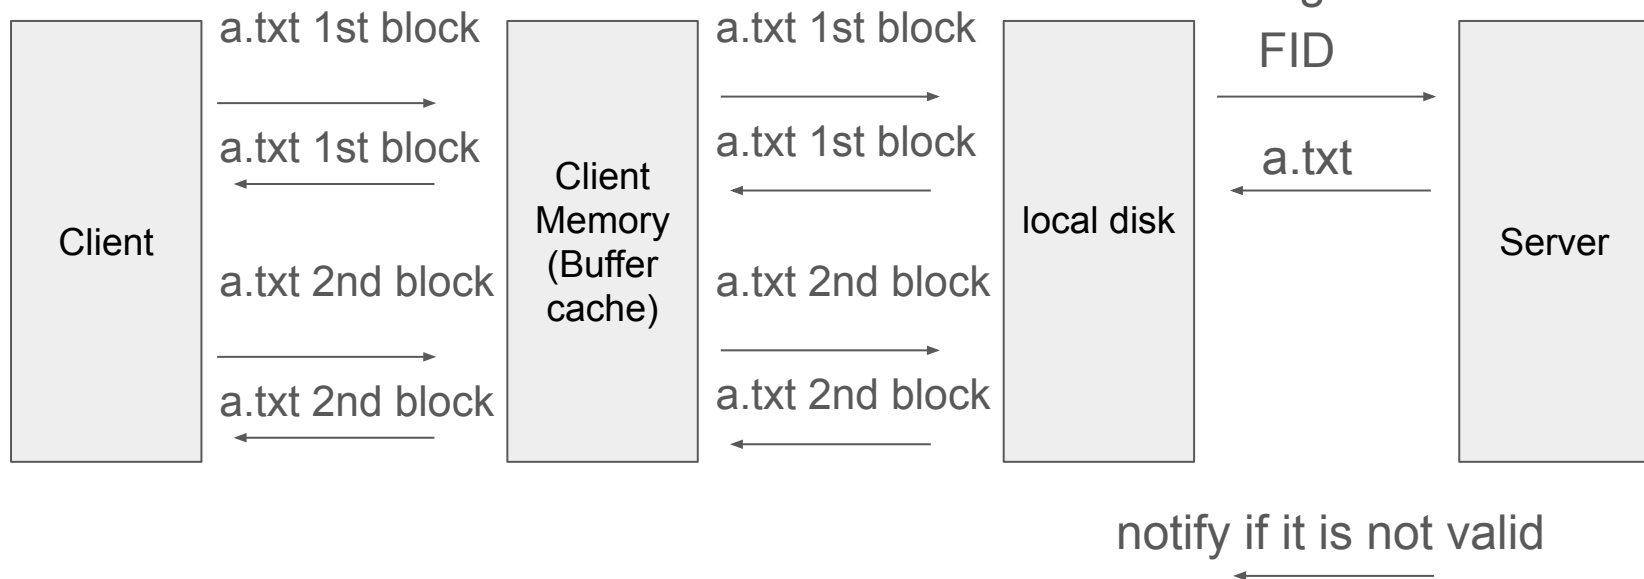 a.txt 1st block
a.txt 1st block
FID
a.txt 1st block
a.txt 1st block
a.txt
Client
Client
Memory
(Buffer
cache)
local disk
Server
a.txt 2nd block
a.txt 2nd block
a.txt 2nd block
a.txt 2nd block
notify if it is not valid